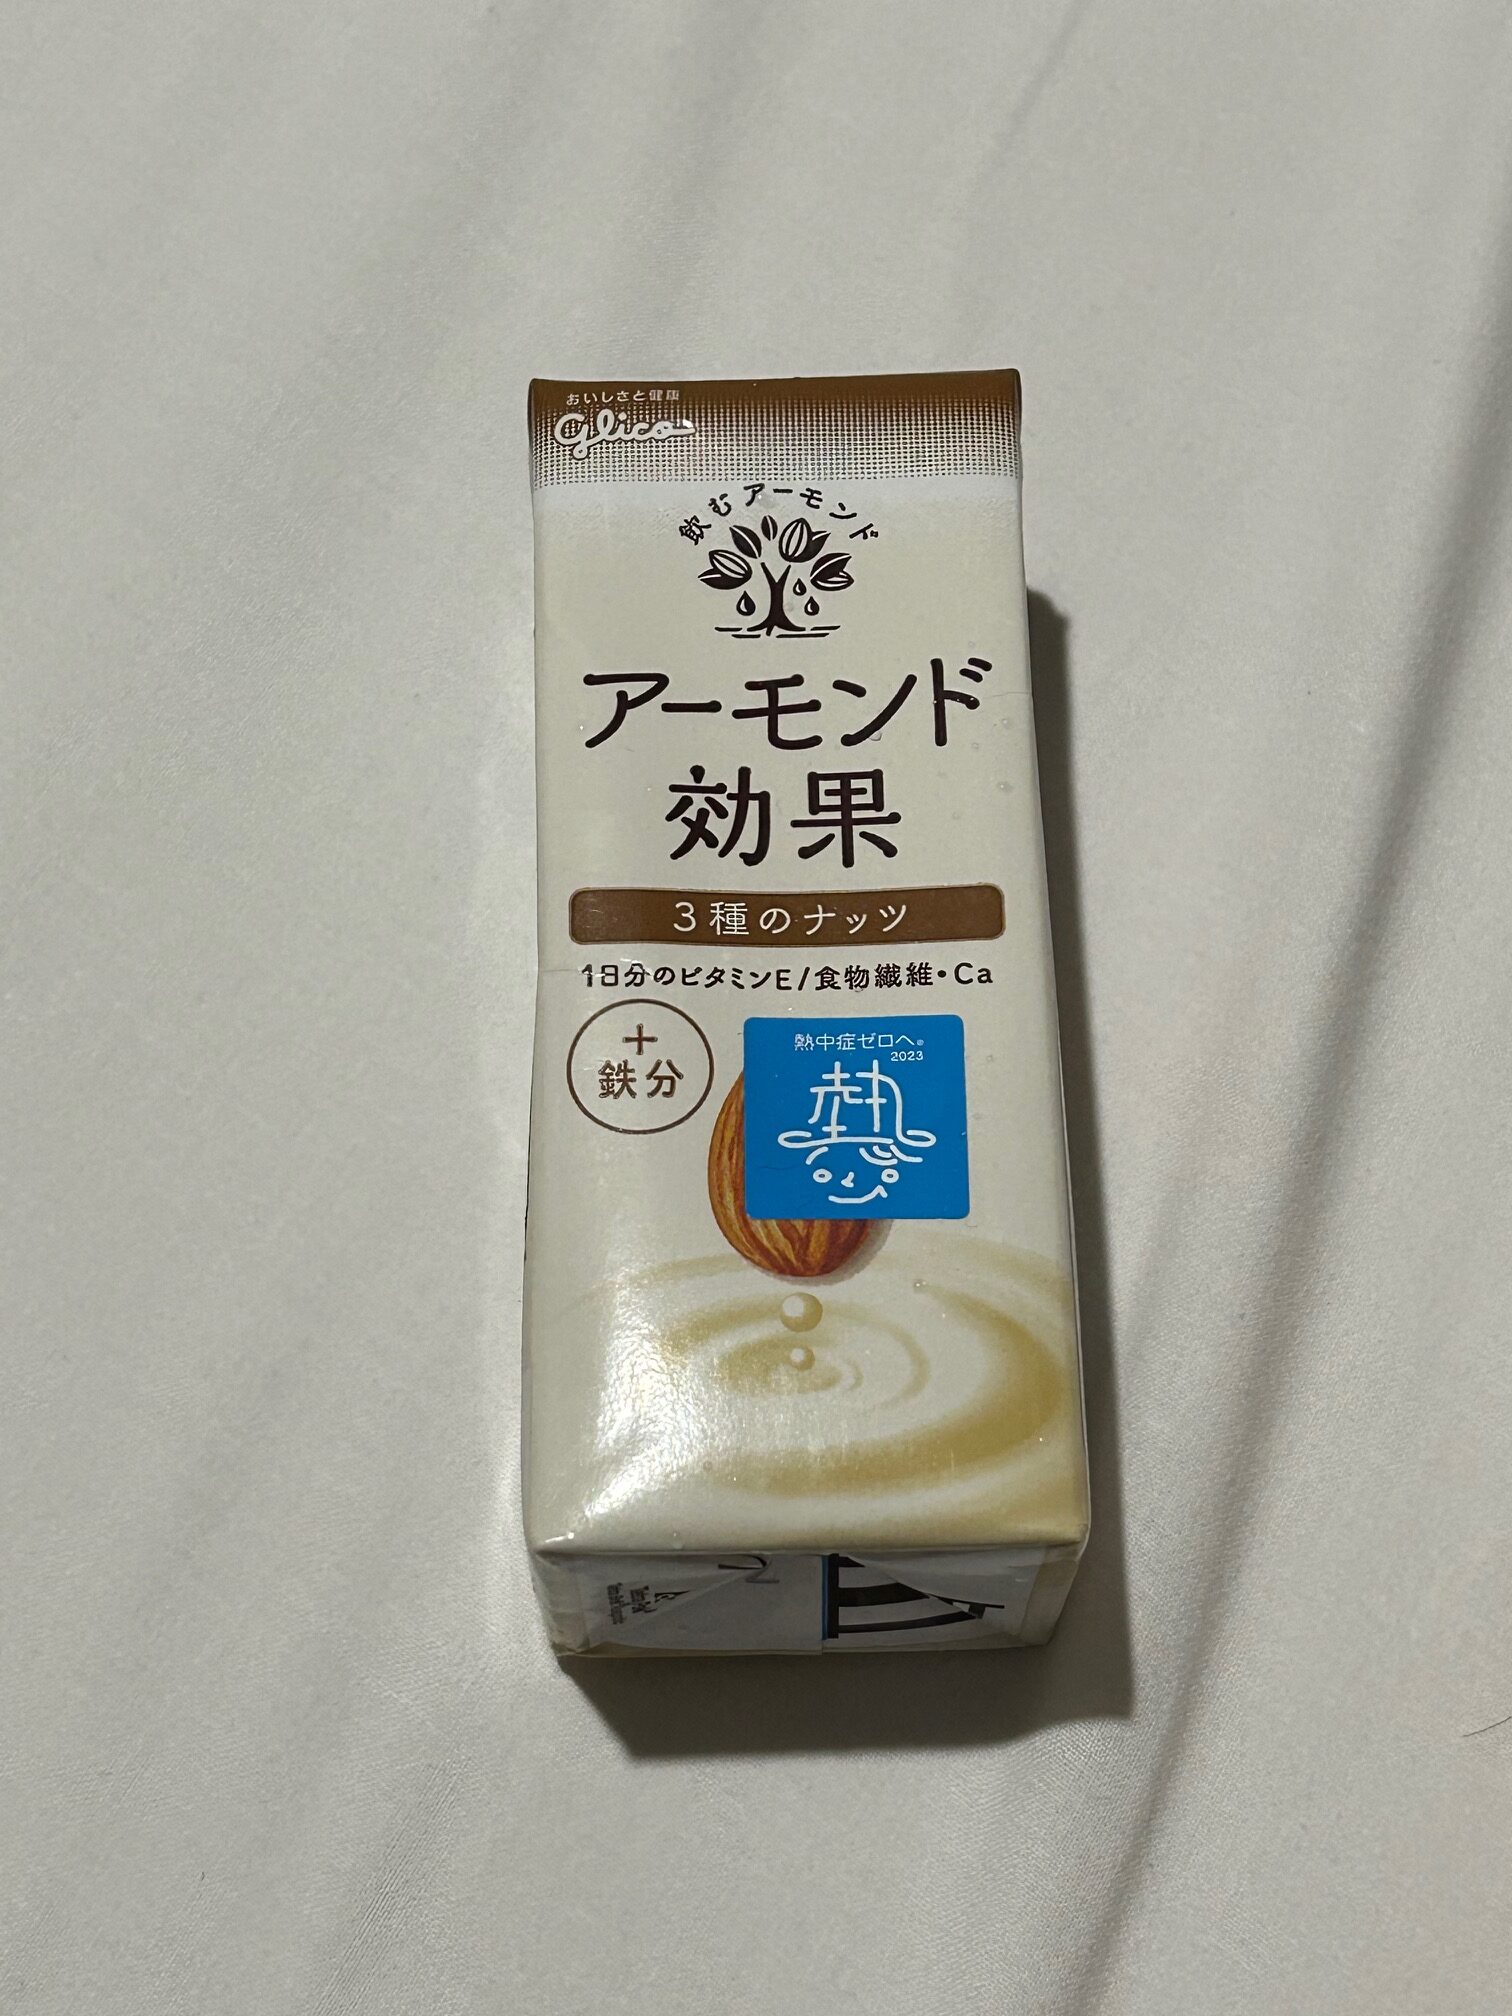 おいしさと健康
glico
飲むアーモンド
アーモンド
効果
3種のナッツ
1日分のビタミンE/食物繊維・Ca
+
鉄分
熱中症ゼロへ®
2023
熱